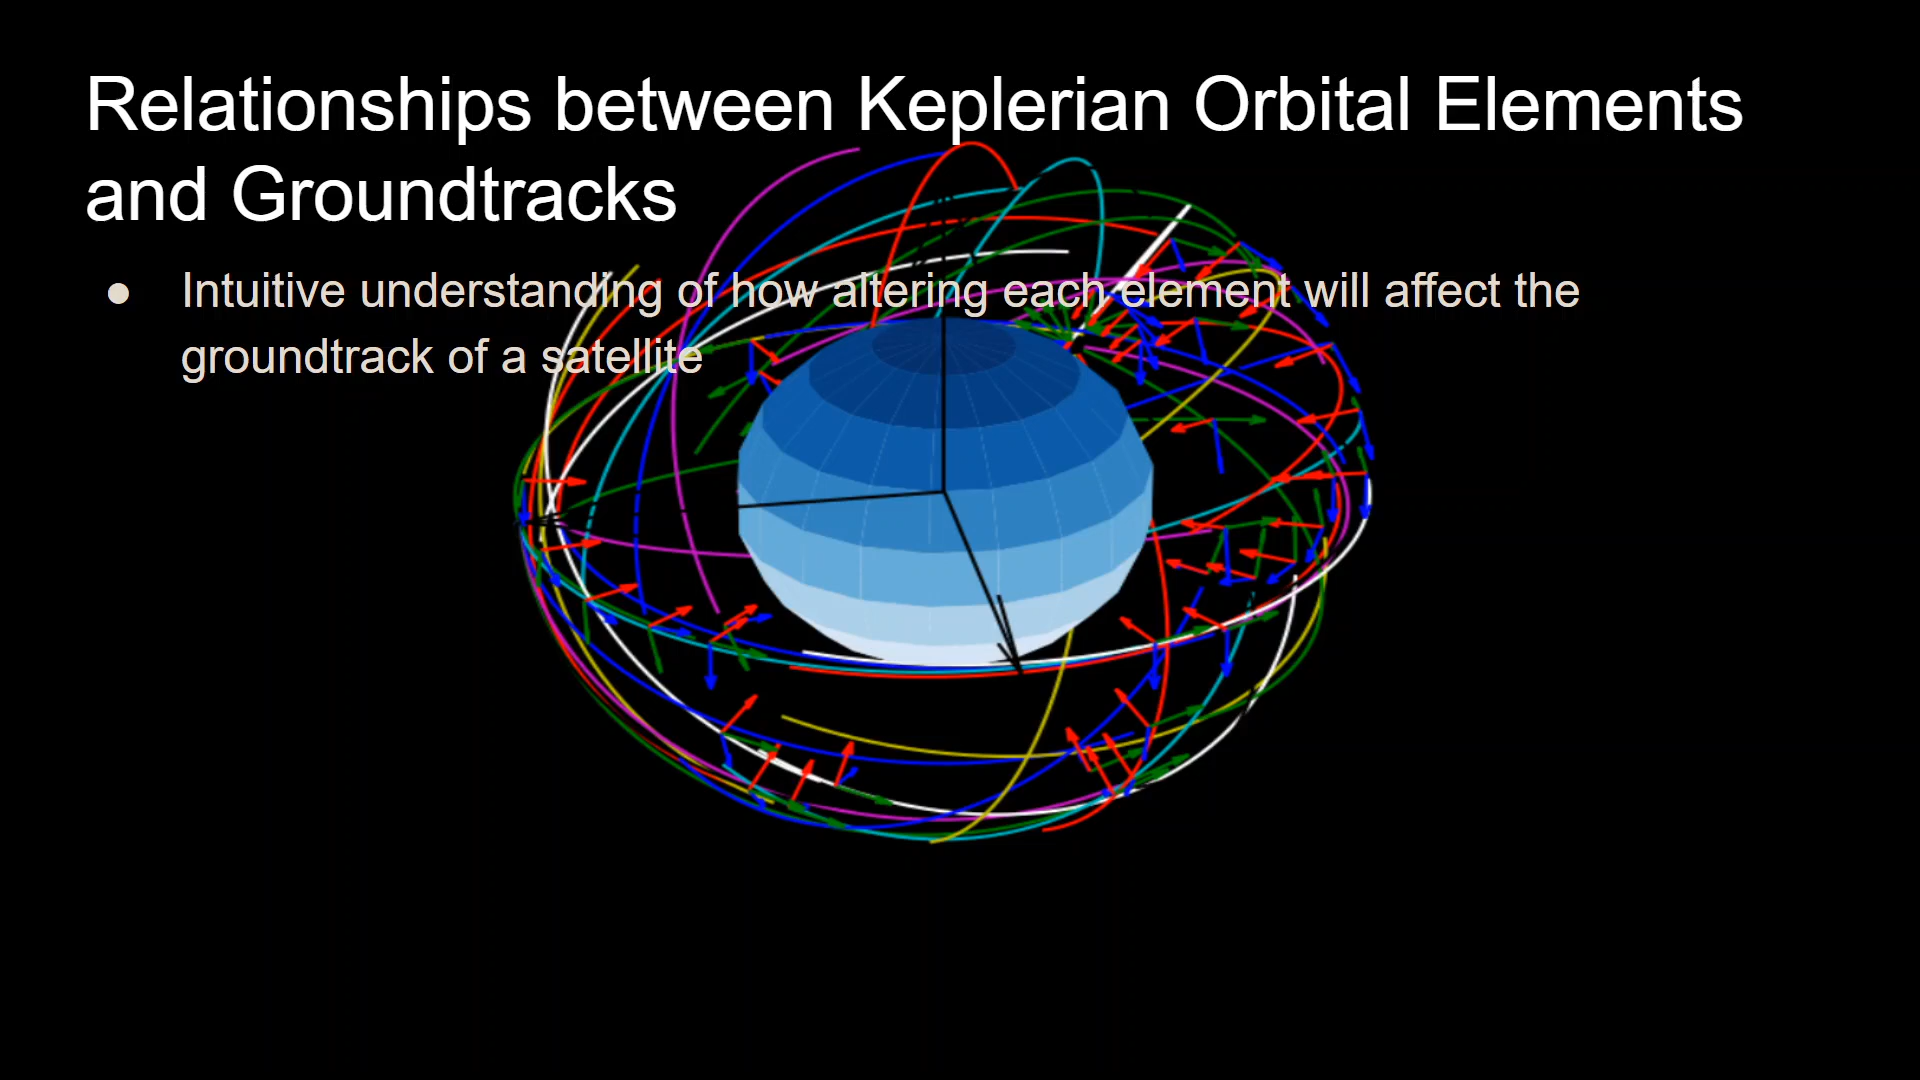 Relationships between Keplerian Orbital Elements
and Groundtracks
● Intuitive understanding of how altering each element will affect the
groundtrack of a satellite